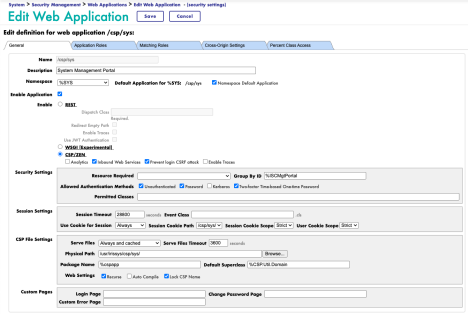 System > Security Management > Web Applications > Edit Web Application - (security settings)
Edit Web Application Save Cancel
Edit definition for web application /csp/sys:
General Application Roles Matching Roles Cross-Origin Settings Percent Class Access
Name /csp/sys
Description System Management Portal
Namespace %SYS Default Application for %SYS: /csp/sys Namespace Default Application
Enable Application
Enable REST
Dispatch Class
Required.
Redirect Empty Path
Enable Traces
Use JWT Authentication
WSGI [Experimental]
CSP/ZEN
Analytics Inbound Web Services Prevent login CSRF attack Enable Traces
Security Settings
Resource Required Group By ID %ISCMgtPortal
Allowed Authentication Methods Unauthenticated Password Kerberos Two-factor Time-based One-time Password
Permitted Classes
Session Settings
Session Timeout 28800 seconds Event Class .cls
Use Cookie for Session Always Session Cookie Path /csp/sys/ Session Cookie Scope Strict User Cookie Scope Strict
CSP File Settings
Serve Files Always and cached Serve Files Timeout 3600 seconds
Physical Path /usr/irissys/csp/sys/ Browse...
Package Name %cspapp Default Superclass %CSP.UI.Domain
Web Settings Recurse Auto Compile Lock CSP Name
Custom Pages
Login Page Change Password Page
Custom Error Page